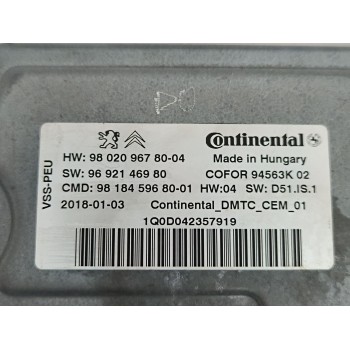 VSS-PEU
Continental
HW: 98 020 967 80-04
Made in Hungary
SW: 96 921 469 80
COFOR 94563K 02
CMD: 98 184 596 80-01 HW:04 SW: D51.IS.1
2018-01-03 Continental_DMTC_CEM_01
1Q0D042357919